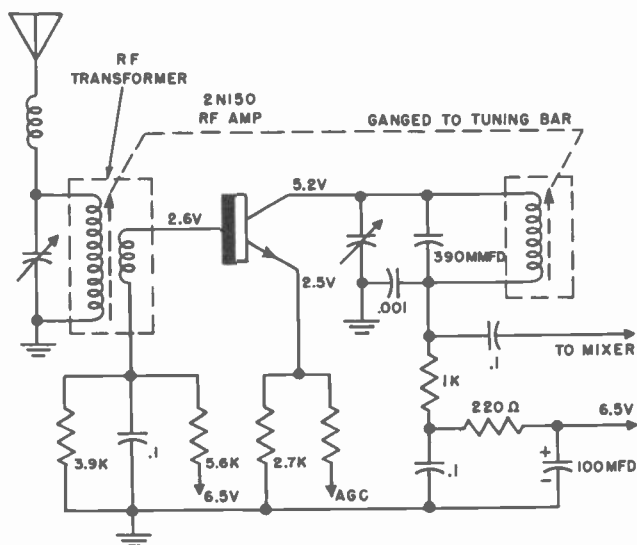 RF
TRANSFORMER
2N150
RF AMP
GANGED TO TUNING BAR
5.2V
2.6V
390MMFD
2.5V
.001
.1
TO MIXER
1K
220Ω
6.5V
3.9K
.1
5.6K
2.7K
.1
+
-
100MFD
6.5V
AGC